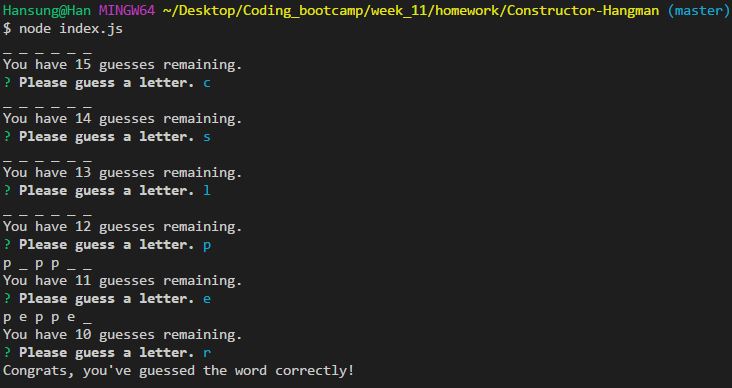 Hansung@Han MINGW64 ~/Desktop/Coding_bootcamp/week_11/homework/Constructor-Hangman (master)
$ node index.js
_ _ _ _ _ _
You have 15 guesses remaining.
? Please guess a letter. c
_ _ _ _ _ _
You have 14 guesses remaining.
? Please guess a letter. s
_ _ _ _ _ _
You have 13 guesses remaining.
? Please guess a letter. l
_ _ _ _ _ _
You have 12 guesses remaining.
? Please guess a letter. p
p _ p p _ _
You have 11 guesses remaining.
? Please guess a letter. e
p e p p e _
You have 10 guesses remaining.
? Please guess a letter. r
Congrats, you've guessed the word correctly!